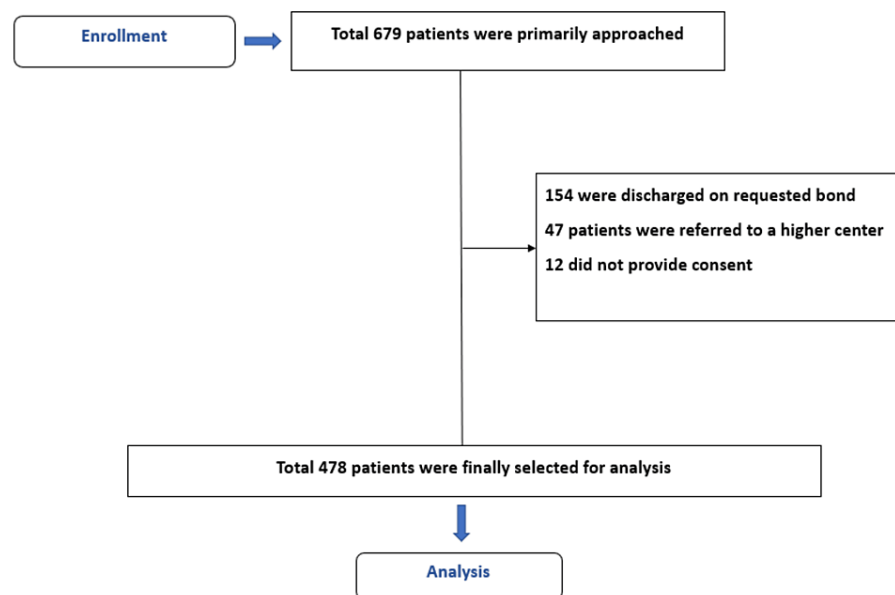 Enrollment
Total 679 patients were primarily approached
154 were discharged on requested bond
47 patients were referred to a higher center
12 did not provide consent
Total 478 patients were finally selected for analysis
Analysis